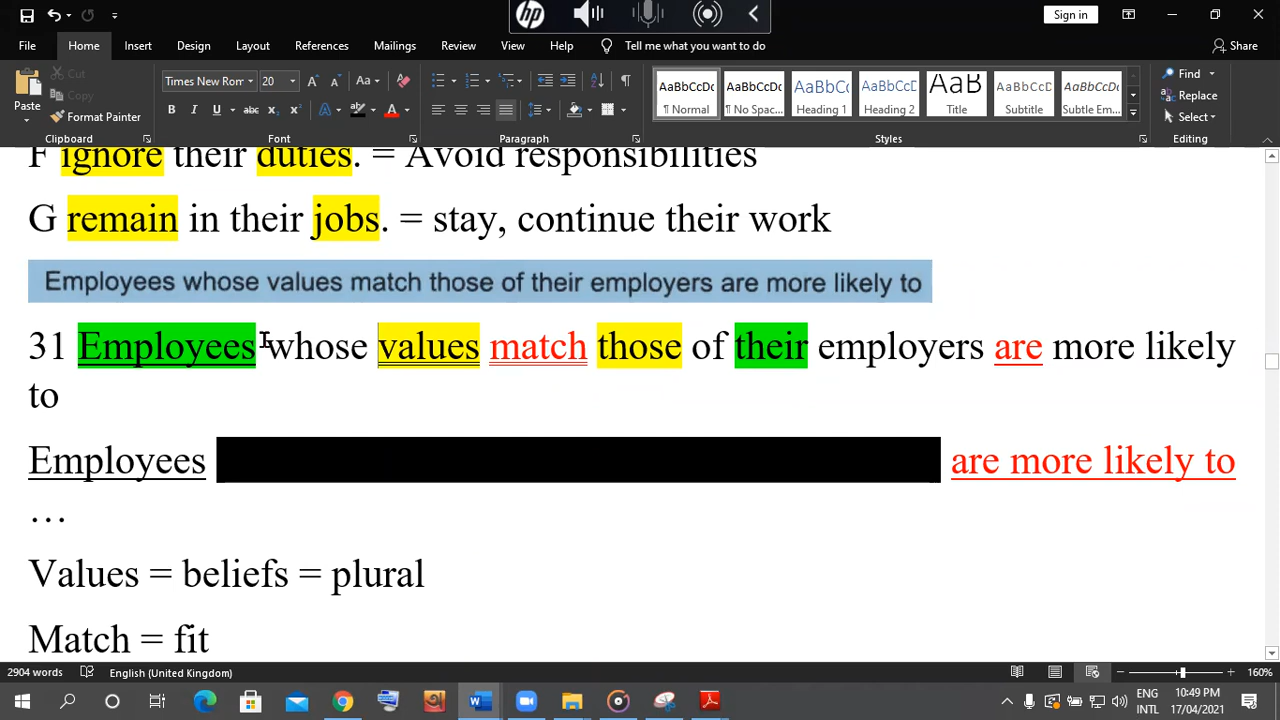 Sign in
File Home Insert Design Layout References Mailings Review View Help Tell me what you want to do Share
Paste Cut Copy Format Painter
Times New Rom 20
AaBbCcDc AaBbCcDc AaBbCc AaBbCcD AaB AaBbCcD AaBbCcDc
¶ Normal ¶ No Spac... Heading 1 Heading 2 Title Subtitle Subtle Em...
Find
Replace
Select
Clipboard Font Paragraph Styles Editing
F ignore their duties. = Avoid responsibilities
G remain in their jobs. = stay, continue their work
Employees whose values match those of their employers are more likely to
31 Employees whose values match those of their employers are more likely
to
Employees are more likely to
…
Values = beliefs = plural
Match = fit
2904 words English (United Kingdom) 160%
ENG
INTL
10:49 PM
17/04/2021